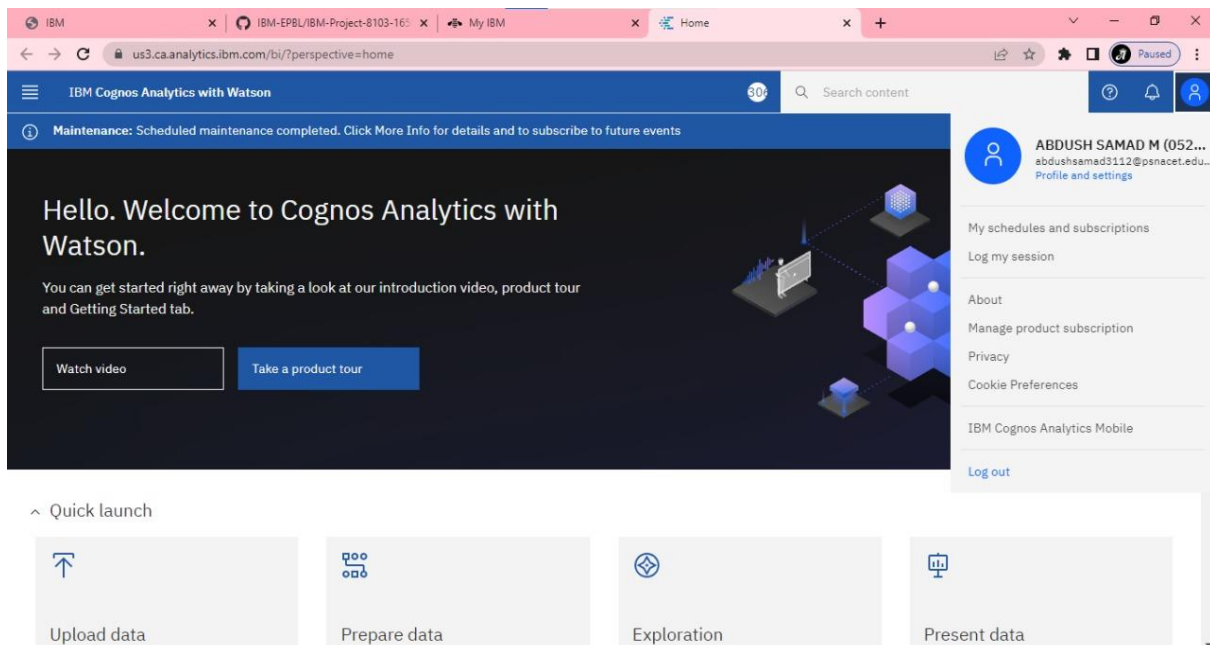 IBM
IBM-EPBL/IBM-Project-8103-165
My IBM
Home
us3.ca.analytics.ibm.com/bi/?perspective=home
Paused
IBM Cognos Analytics with Watson
306
Search content
Maintenance: Scheduled maintenance completed. Click More Info for details and to subscribe to future events
ABDUSH SAMAD M (052...
abdushsamad3112@psnacet.edu..
Profile and settings
Hello. Welcome to Cognos Analytics with
Watson.
You can get started right away by taking a look at our introduction video, product tour
and Getting Started tab.
Watch video
Take a product tour
My schedules and subscriptions
Log my session
About
Manage product subscription
Privacy
Cookie Preferences
IBM Cognos Analytics Mobile
Log out
Quick launch
Upload data
Prepare data
Exploration
Present data